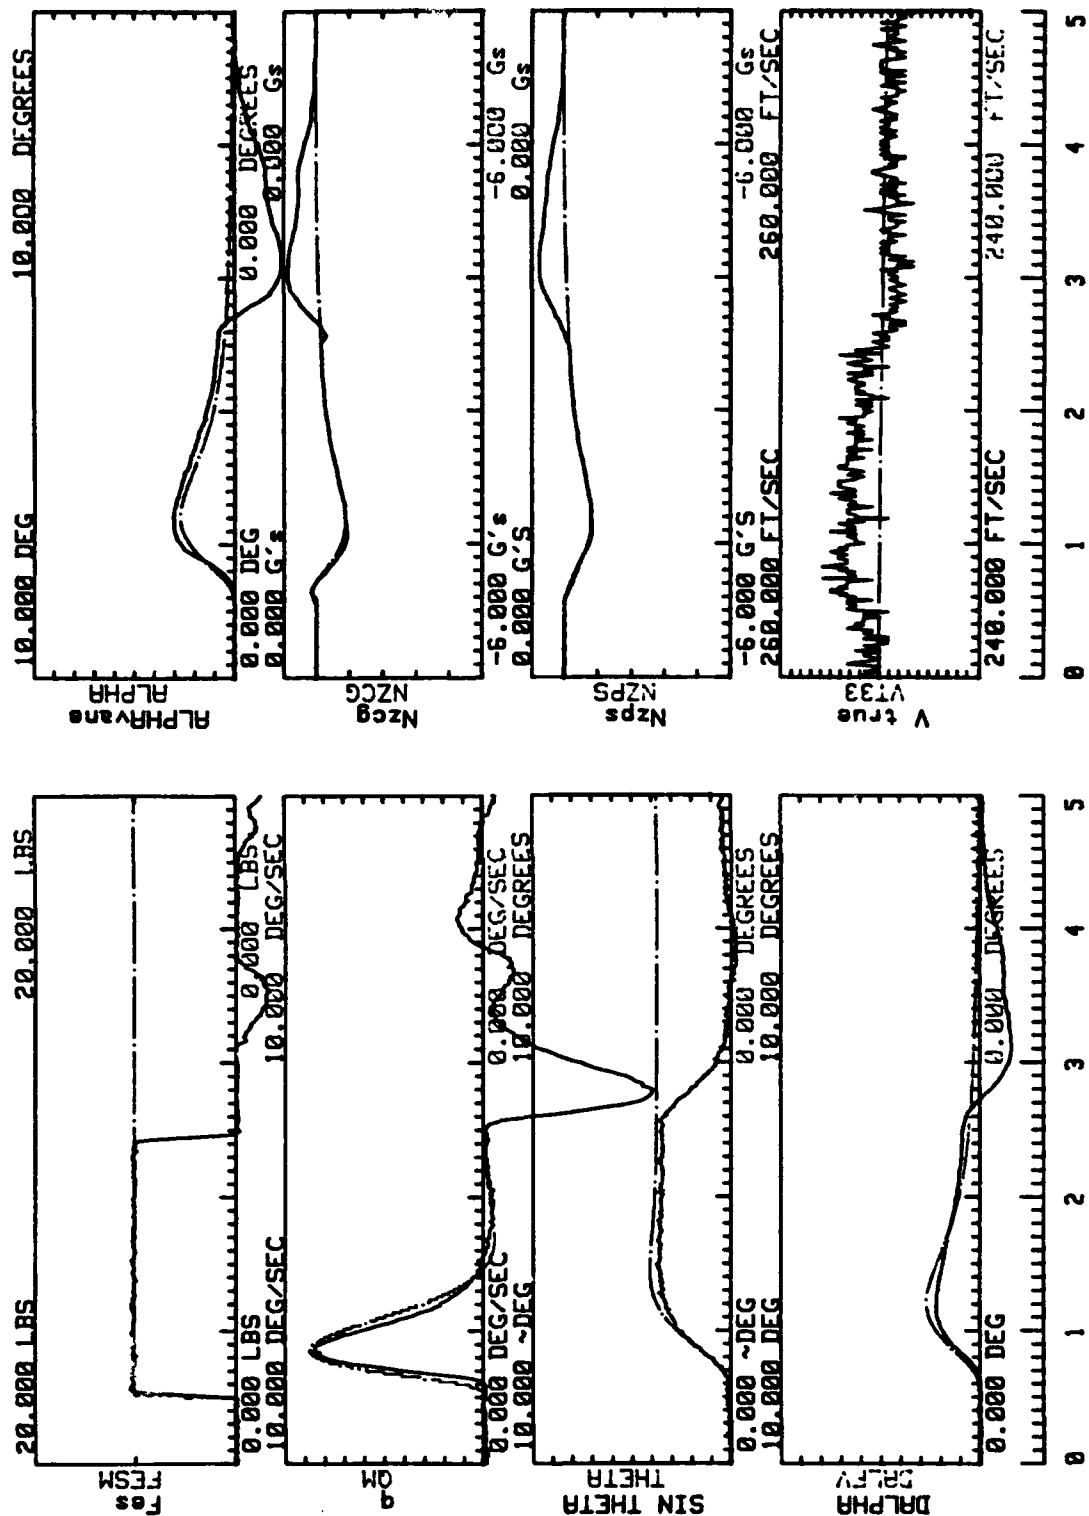 10.000 DEG 10.000 DEGREES
ALPHAvane
ALPHA
0.000 DEG 0.000 DEGREES
0.000 G's 0.000 Gs
Nzcg
NZCG
-6.000 G's -6.000 Gs
0.000 G'S 0.000 Gs
Nzps
NZPS
-6.000 G'S -6.000 Gs
260.000 FT/SEC 260.000 FT/SEC
V true
VT33
240.000 FT/SEC 240.000 FT/SEC
0 1 2 3 4 5
20.000 LBS 20.000 LBS
Fes
FESM
0.000 LBS 0.000 LBS
10.000 DEG/SEC 10.000 DEG/SEC
q
QM
0.000 DEG/SEC 0.000 DEG/SEC
10.000 ~DEG 10.000 DEGREES
SIN THETA
THETA
0.000 ~DEG 0.000 DEGREES
10.000 DEG 10.000 DEGREES
DALPHA
0.000 DEG 0.000 DEGREES
0 1 2 3 4 5